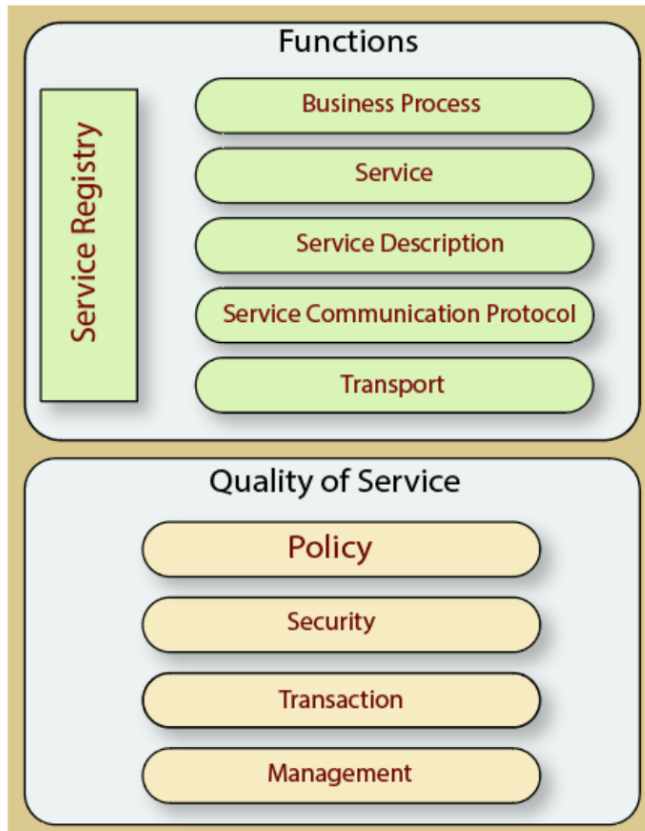 Functions
Service Registry
Business Process
Service
Service Description
Service Communication Protocol
Transport
Quality of Service
Policy
Security
Transaction
Management